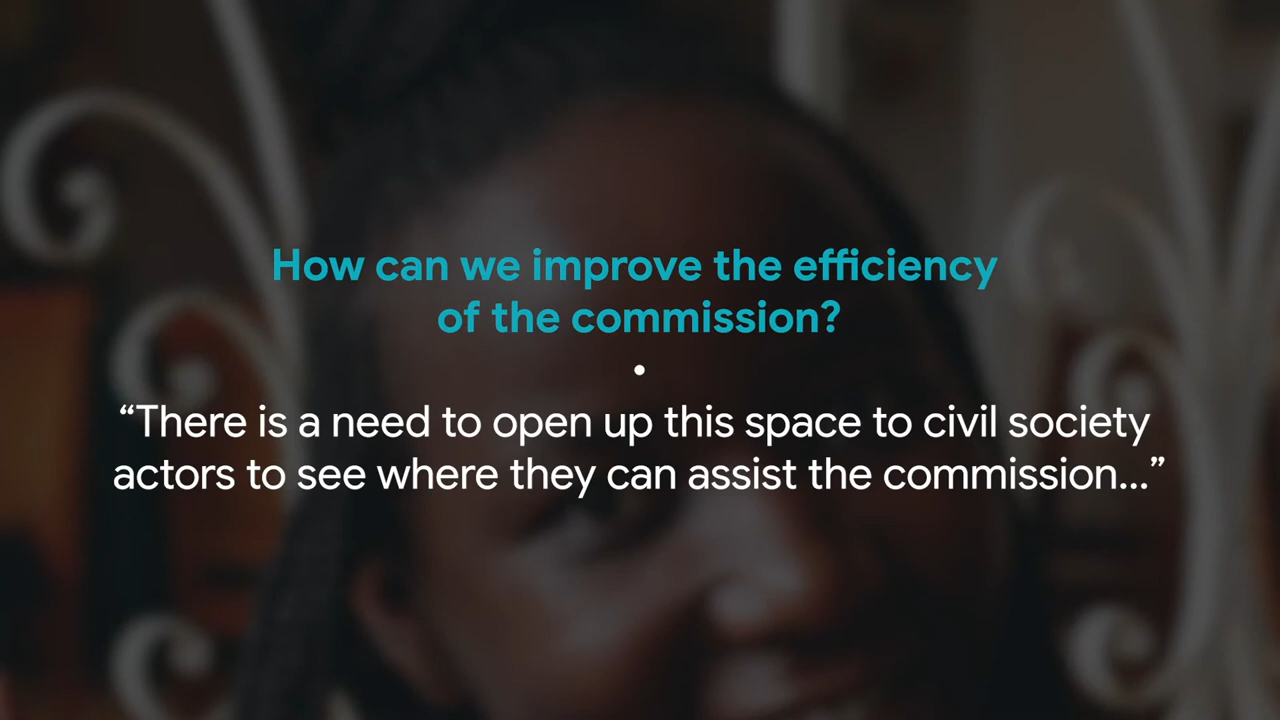 How can we improve the efficiency
of the commission?
“There is a need to open up this space to civil society
actors to see where they can assist the commission...”